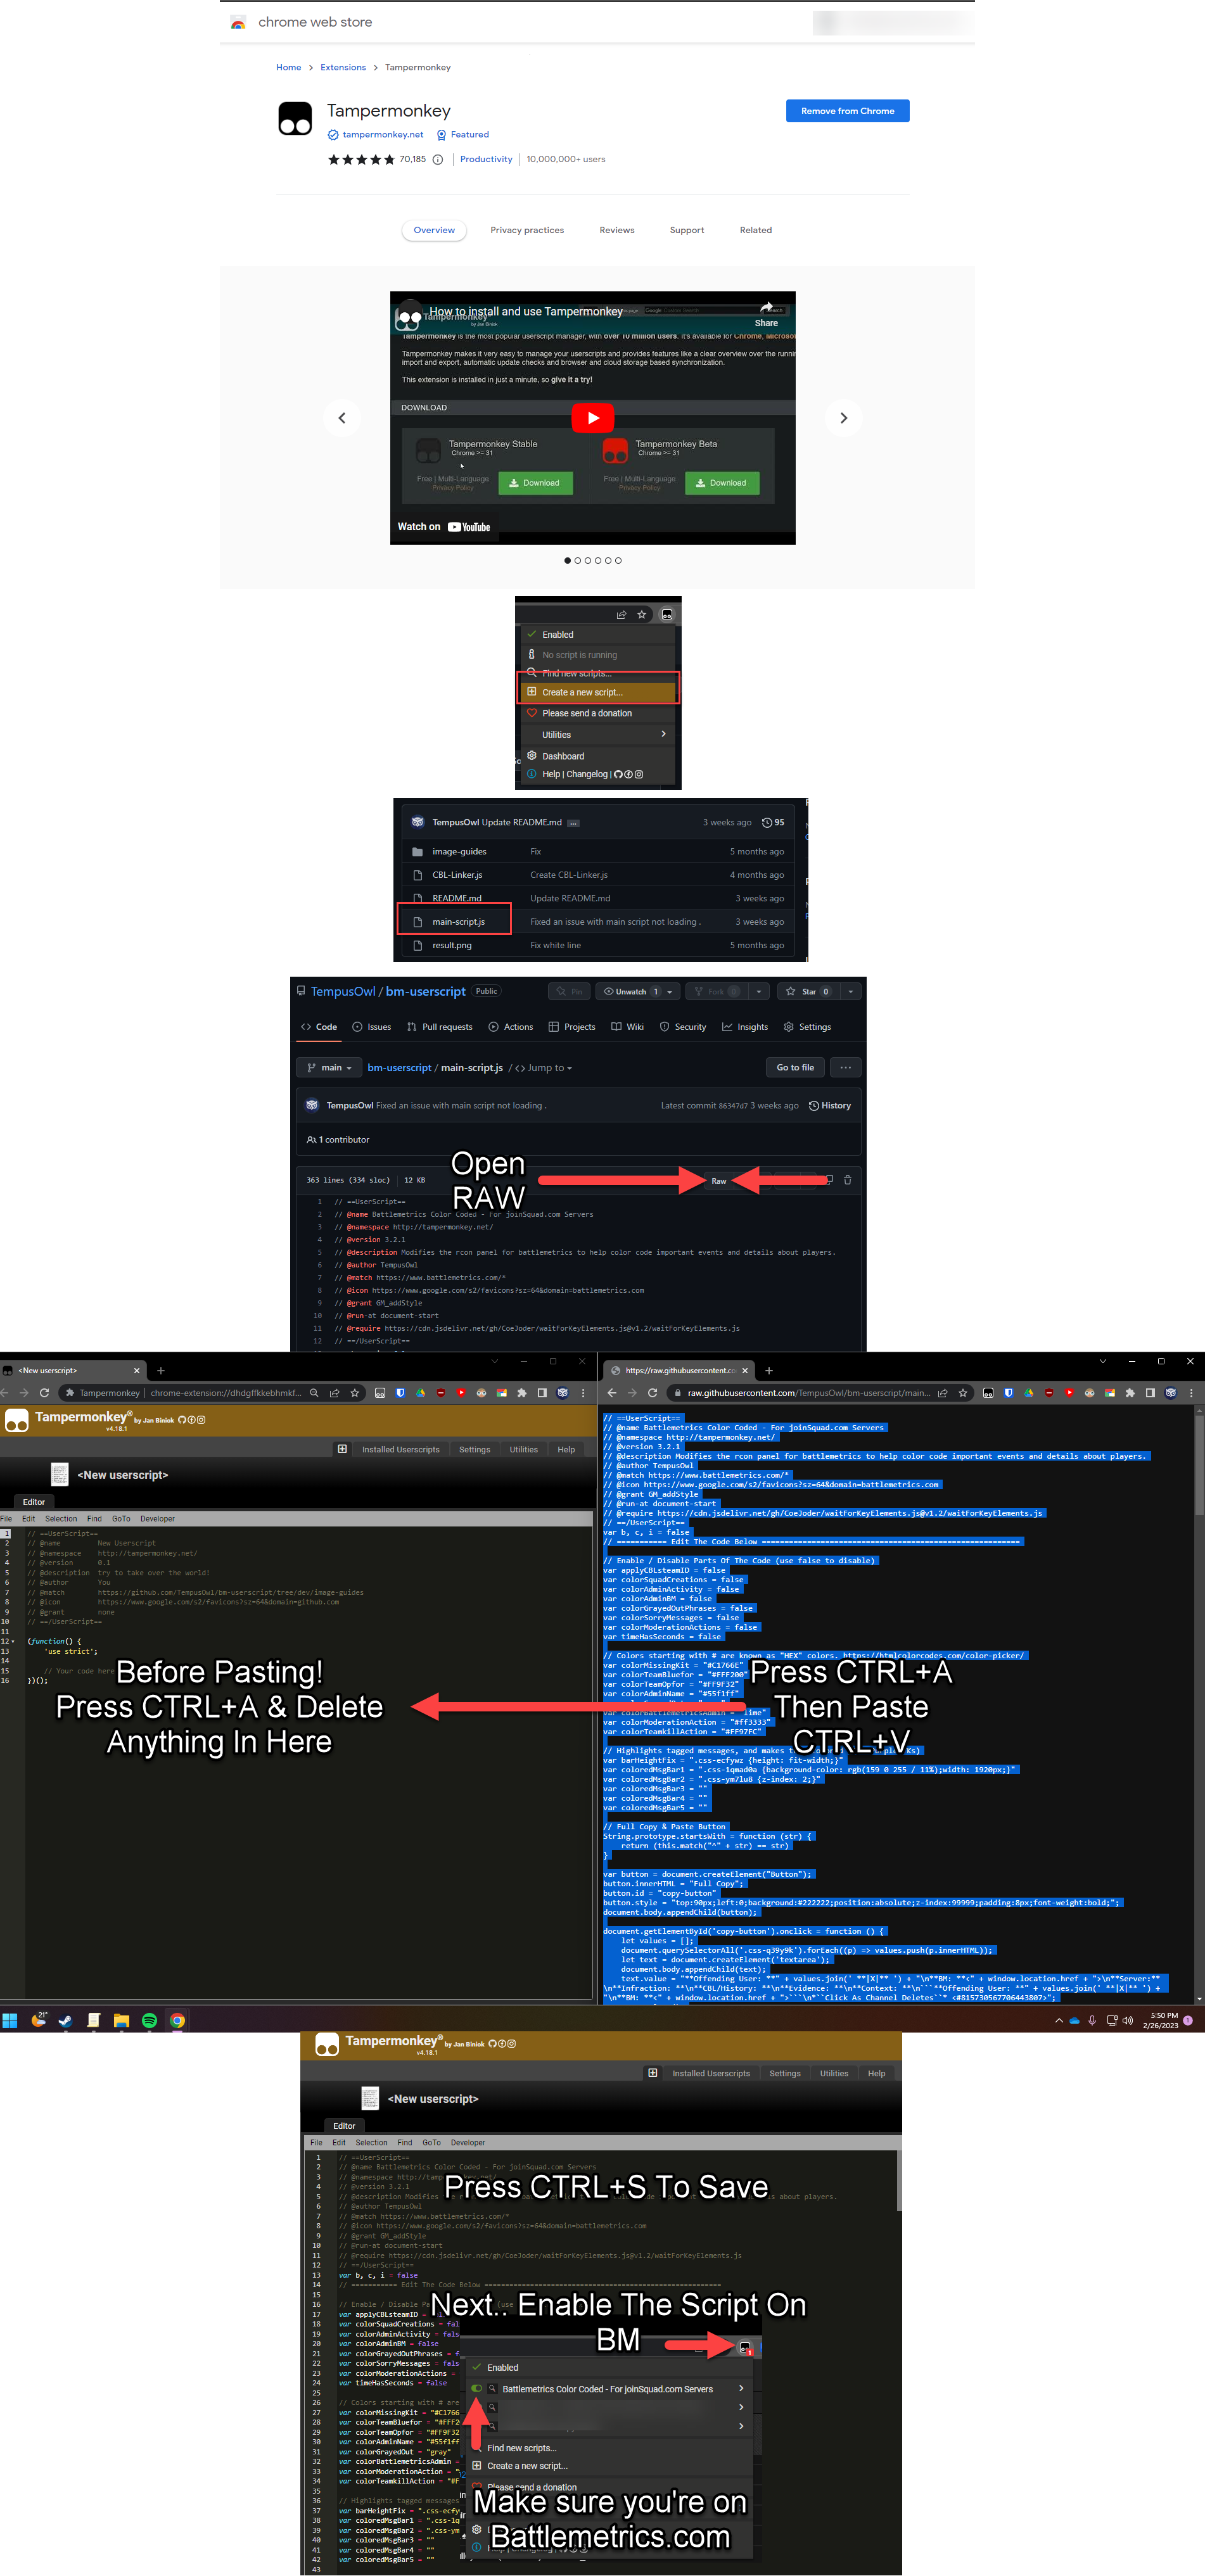 chrome web store
Home > Extensions > Tampermonkey
Tampermonkey
Remove from Chrome
tampermonkey.net Featured
70,185 Productivity 10,000,000+ users
Overview Privacy practices Reviews Support Related
How to install and use Tampermonkey
Share
Tampermonkey is the most popular userscript manager, with over 10 million users. It's available for Chrome, Microsof
Tampermonkey makes it very easy to manage your userscripts and provides features like a clear overview over the runnin
import and export, automatic update checks and browser and cloud storage based synchronization.
This extension is installed in just a minute, so give it a try!
DOWNLOAD
Tampermonkey Stable
Chrome >= 31
Free | Multi-Language
Privacy Policy
Download
Tampermonkey Beta
Chrome >= 31
Free | Multi-Language
Privacy Policy
Download
Watch on YouTube
Enabled
No script is running
Find new scripts...
Create a new script...
Please send a donation
Utilities
Dashboard
Help | Changelog |
TempusOwl Update README.md ... 3 weeks ago 95
image-guides Fix 5 months ago
CBL-Linker.js Create CBL-Linker.js 4 months ago
README.md Update README.md 3 weeks ago
main-script.js Fixed an issue with main script not loading . 3 weeks ago
result.png Fix white line 5 months ago
TempusOwl / bm-userscript Public Pin Unwatch 1 Fork 0 Star 0
Code Issues Pull requests Actions Projects Wiki Security Insights Settings
main bm-userscript / main-script.js / <> Jump to Go to file ...
TempusOwl Fixed an issue with main script not loading . Latest commit 86347d7 3 weeks ago History
1 contributor
Open
RAW
363 lines (334 sloc) 12 KB Raw
1 // ==UserScript==
2 // @name Battlemetrics Color Coded - For joinSquad.com Servers
3 // @namespace http://tampermonkey.net/
4 // @version 3.2.1
5 // @description Modifies the rcon panel for battlemetrics to help color code important events and details about players.
6 // @author TempusOwl
7 // @match https://www.battlemetrics.com/*
8 // @icon https://www.google.com/s2/favicons?sz=64&domain=battlemetrics.com
9 // @grant GM_addStyle
10 // @run-at document-start
11 // @require https://cdn.jsdelivr.net/gh/CoeJoder/waitForKeyElements.js@v1.2/waitForKeyElements.js
12 // ==/UserScript==
<New userscript>
Tampermonkey | chrome-extension://dhdgffkkebhmkf...
Tampermonkey® by Jan Biniok
v4.18.1
Installed Userscripts Settings Utilities Help
<New userscript>
Editor
File Edit Selection Find GoTo Developer
1 // ==UserScript==
2 // @name New Userscript
3 // @namespace http://tampermonkey.net/
4 // @version 0.1
5 // @description try to take over the world!
6 // @author You
7 // @match https://github.com/TempusOwl/bm-userscript/tree/dev/image-guides
8 // @icon https://www.google.com/s2/favicons?sz=64&domain=github.com
9 // @grant none
10 // ==/UserScript==
11
12 (function() {
13 'use strict';
14
15 // Your code here
16 })();
Before Pasting!
Press CTRL+A & Delete
Anything In Here
https://raw.githubusercontent.co
raw.githubusercontent.com/TempusOwl/bm-userscript/main...
// ==UserScript==
// @name Battlemetrics Color Coded - For joinSquad.com Servers
// @namespace http://tampermonkey.net/
// @version 3.2.1
// @description Modifies the rcon panel for battlemetrics to help color code important events and details about players.
// @author TempusOwl
// @match https://www.battlemetrics.com/*
// @icon https://www.google.com/s2/favicons?sz=64&domain=battlemetrics.com
// @grant GM_addStyle
// @run-at document-start
// @require https://cdn.jsdelivr.net/gh/CoeJoder/waitForKeyElements.js@v1.2/waitForKeyElements.js
// ==/UserScript==
var b, c, i = false
// =========== Edit The Code Below =========================================================
// Enable / Disable Parts Of The Code (use false to disable)
var applyCBLsteamID = false
var colorSquadCreations = false
var colorAdminActivity = false
var colorAdminBM = false
var colorGrayedOutPhrases = false
var colorSorryMessages = false
var colorModerationActions = false
var timeHasSeconds = false
// Colors starting with # are known as "HEX" colors. https://htmlcolorcodes.com/color-picker/
var colorMissingKit = "#C1766E"
var colorTeamBluefor = "#FFF200"
var colorTeamOpfor = "#FF9F32"
var colorAdminName = "#55f1ff"
"lime"
var colorModerationAction = "#ff3333"
var colorTeamkillAction = "#FF97FC"
Press CTRL+A
Then Paste
CTRL+V
// Highlights tagged messages, and makes
var barHeightFix = ".css-ecfywz {height: fit-width;}"
var coloredMsgBar1 = ".css-1qmad0a {background-color: rgb(159 0 255 / 11%);width: 1920px;}"
var coloredMsgBar2 = ".css-ym7lu8 {z-index: 2;}"
var coloredMsgBar3 = ""
var coloredMsgBar4 = ""
var coloredMsgBar5 = ""
// Full Copy & Paste Button
String.prototype.startsWith = function (str) {
return (this.match("^" + str) == str)
}
var button = document.createElement("Button");
button.innerHTML = "Full Copy";
button.id = "copy-button"
button.style = "top:90px;left:0;background:#222222;position:absolute;z-index:99999;padding:8px;font-weight:bold;";
document.body.appendChild(button);
document.getElementById('copy-button').onclick = function () {
let values = [];
document.querySelectorAll('.css-q39y9k').forEach((p) => values.push(p.innerHTML));
let text = document.createElement('textarea');
document.body.appendChild(text);
text.value = "**Offending User: **" + values.join(' **|X|** ') + "\n**BM: **<" + window.location.href + ">\n**Server:**
\n**Infraction: **\n**CBL/History: **\n**Evidence: **\n**Context: **\n```**Offending User: **" + values.join(' **|X|** ') +
"\n**BM: **<" + window.location.href + ">```\n*``Click As Channel Deletes``* <#815730567706443807>";
21°
5:50 PM
2/26/2023
Tampermonkey® by Jan Biniok
v4.18.1
Installed Userscripts Settings Utilities Help
<New userscript>
Editor
File Edit Selection Find GoTo Developer
1 // ==UserScript==
2 // @name Battlemetrics Color Coded - For joinSquad.com Servers
Press CTRL+S To Save
4 // @version 3.2.1
6 // @author TempusOwl
7 // @match https://www.battlemetrics.com/*
8 // @icon https://www.google.com/s2/favicons?sz=64&domain=battlemetrics.com
9 // @grant GM_addStyle
10 // @run-at document-start
11 // @require https://cdn.jsdelivr.net/gh/CoeJoder/waitForKeyElements.js@v1.2/waitForKeyElements.js
12 // ==/UserScript==
13 var b, c, i = false
14 // =========== Edit The Code Below
Next.. Enable The Script On
BM
17 var applyCBLsteamID =
18 var colorSquadCreations = fal
19 var colorAdminActivity = fals
20 var colorAdminBM = false
21 var colorGrayedOutPhrases = f
22 var colorSorryMessages = fals
23 var colorModerationActions =
24 var timeHasSeconds = false
26 // Colors starting with # are
27 var colorMissingKit = "#C1766
28 var colorTeamBluefor = "#FFF20
29 var colorTeamOpfor = "#FF9F32
30 var colorAdminName = "#55f1ff
31 var colorGrayedOut = "gray"
32 var colorBattlemetricsAdmin =
33 var colorModerationAction = "
34 var colorTeamkillAction = "#F
36 // Highlights tagged messages
37 var barHeightFix = ".css-ecfy
38 var coloredMsgBar1 = ".css-1q
39 var coloredMsgBar2 = ".css-ym
40 var coloredMsgBar3 = ""
41 var coloredMsgBar4 = ""
42 var coloredMsgBar5 = ""
43
Enabled
Battlemetrics Color Coded - For joinSquad.com Servers
Find new scripts...
Create a new script...
Please send a donation
Make sure you're on
Battlemetrics.com